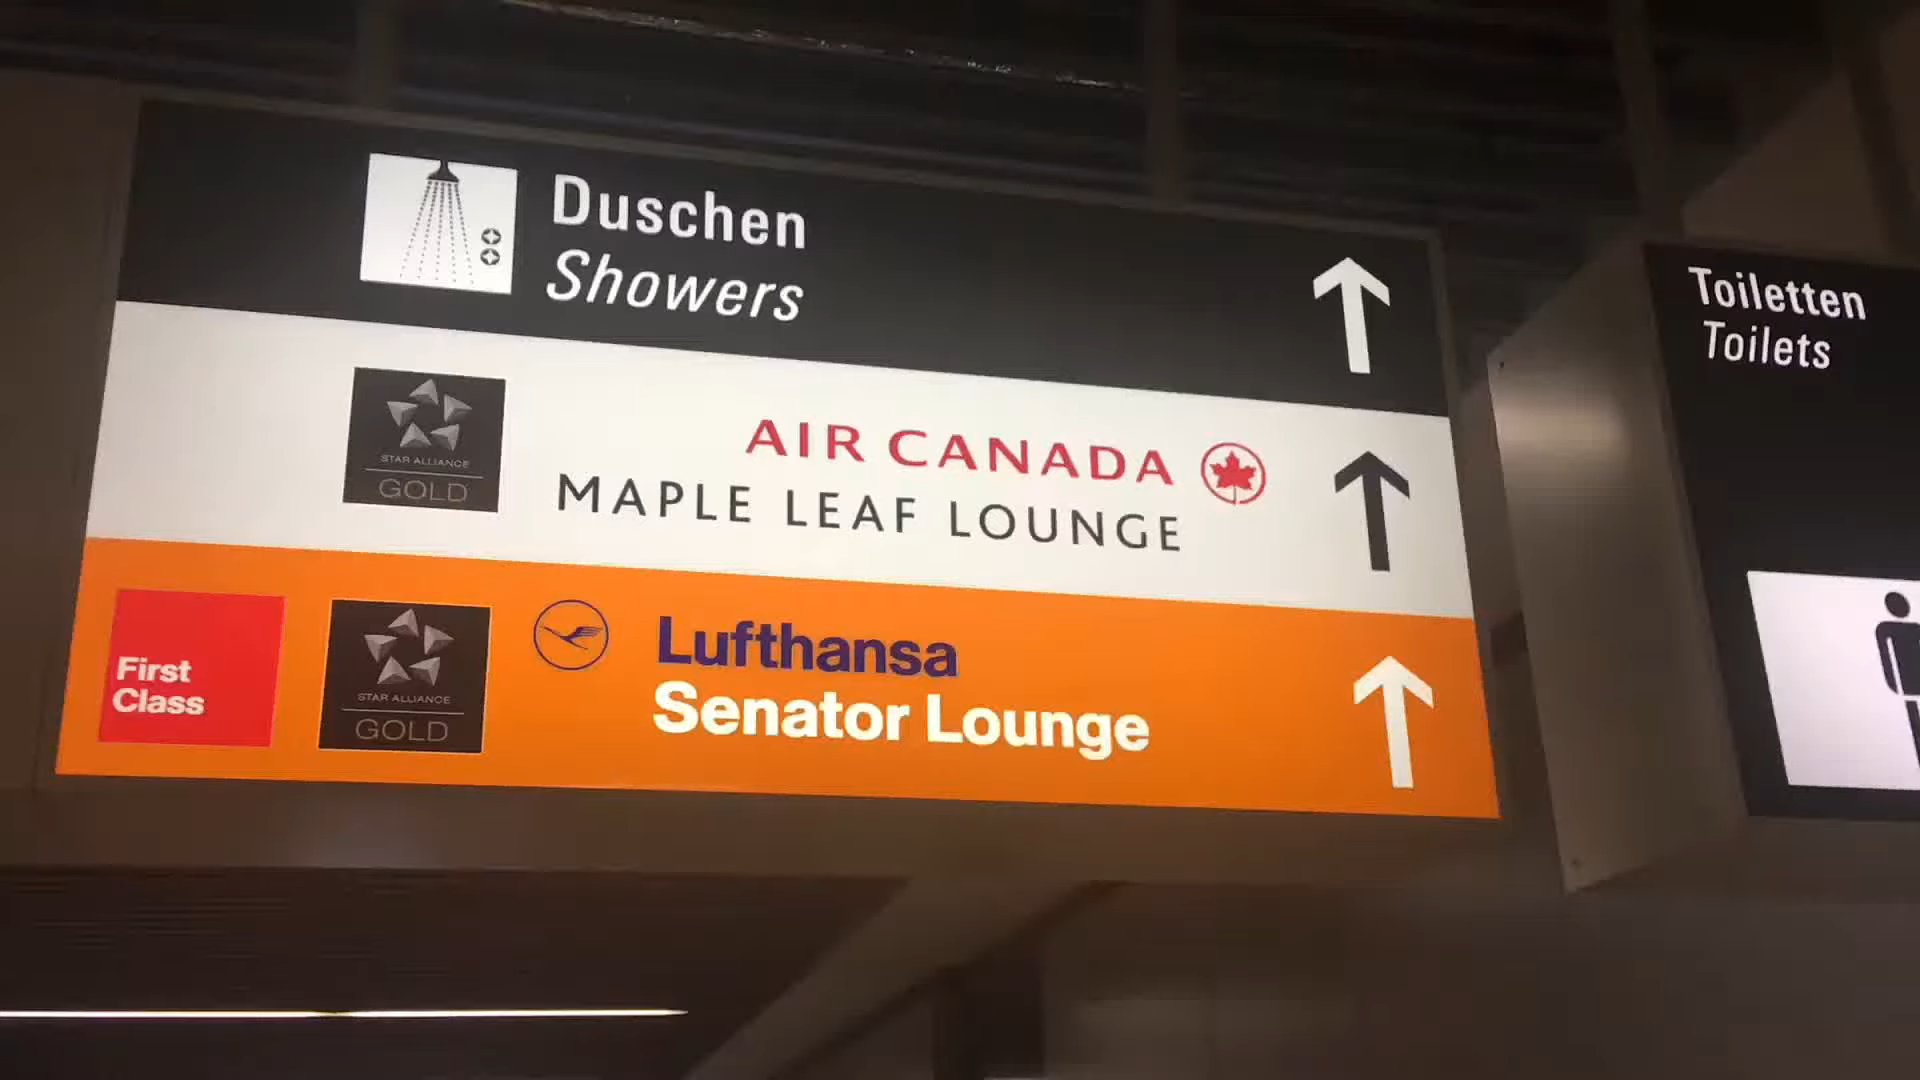 Duschen
Showers
STAR ALLIANCE
GOLD
AIR CANADA
MAPLE LEAF LOUNGE
First
Class
STAR ALLIANCE
GOLD
Lufthansa
Senator Lounge
Toiletten
Toilets